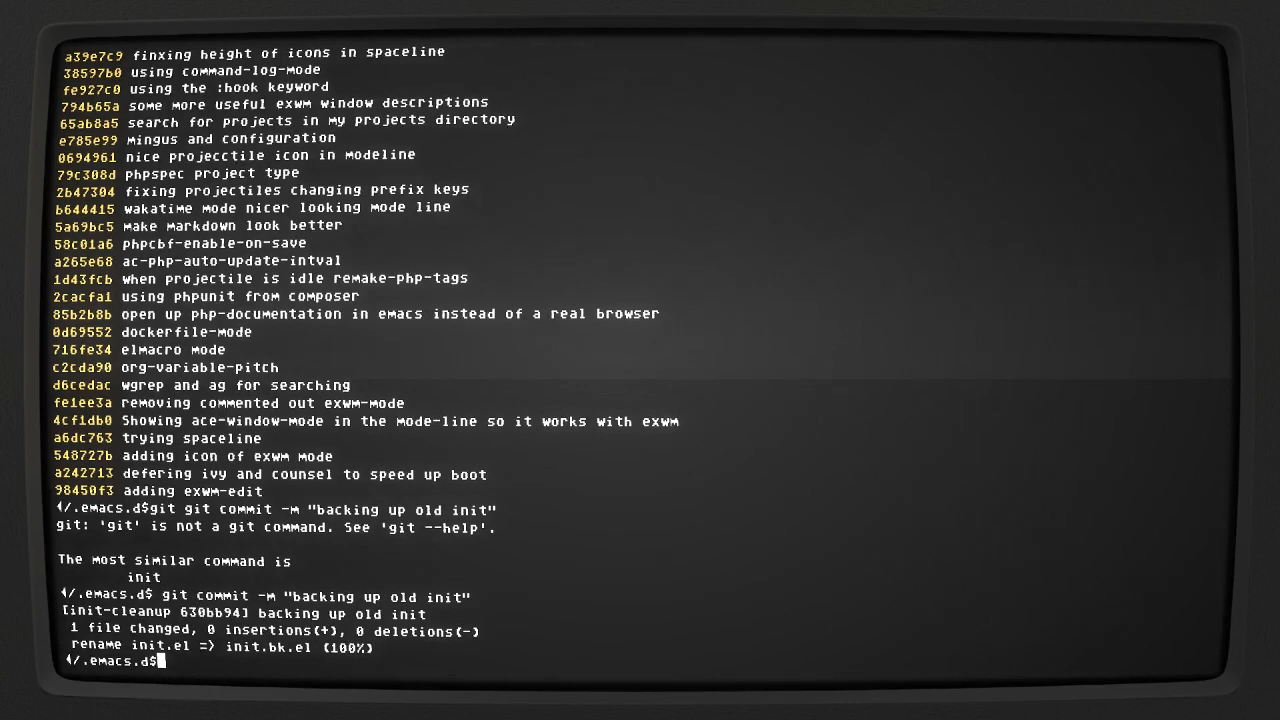 a39e7c9 finxing height of icons in spaceline
38597b0 using command-log-mode
fe927c0 using the :hook keyword
794b65a some more useful exwm window descriptions
65ab8a5 search for projects in my projects directory
e785e99 mingus and configuration
0694961 nice projecctile icon in modeline
79c308d phpspec project type
2b47304 fixing projectiles changing prefix keys
b644415 wakatime mode nicer looking mode line
5a69bc5 make markdown look better
58c01a6 phpcbf-enable-on-save
a265e68 ac-php-auto-update-intval
1d43fcb when projectile is idle remake-php-tags
2cacfa1 using phpunit from composer
85b2b8b open up php-documentation in emacs instead of a real browser
0d69552 dockerfile-mode
716fe34 elmacro mode
c2cda90 org-variable-pitch
d6cedac wgrep and ag for searching
fe1ee3a removing commented out exwm-mode
4cf1db0 Showing ace-window-mode in the mode-line so it works with exwm
a6dc763 trying spaceline
548727b adding icon of exwm mode
a242713 defering ivy and counsel to speed up boot
98450f3 adding exwm-edit
~/.emacs.d$git git commit -m "backing up old init"
git: 'git' is not a git command. See 'git --help'.
The most similar command is
init
~/.emacs.d$ git commit -m "backing up old init"
[init-cleanup 630bb94] backing up old init
1 file changed, 0 insertions(+), 0 deletions(-)
rename init.el => init.bk.el (100%)
~/.emacs.d$